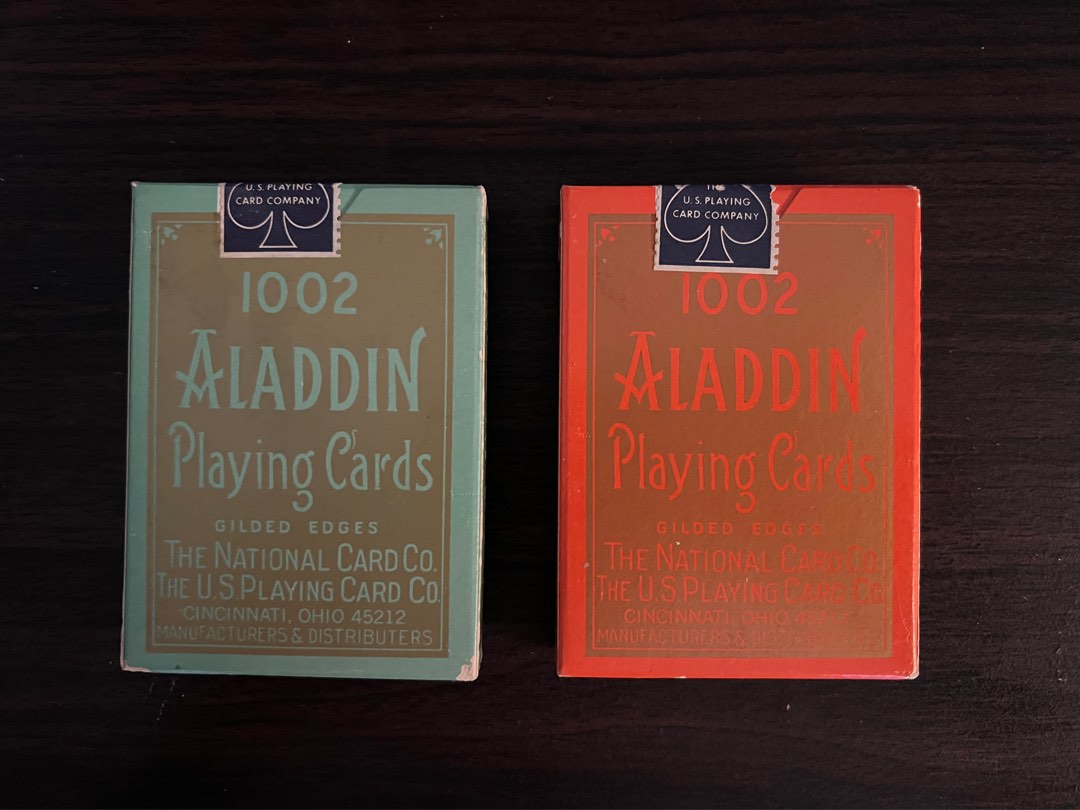 U.S. PLAYING
CARD COMPANY
1002
ALADDIN
Playing Cards
GILDED EDGES
THE NATIONAL CARD CO.
THE U.S. PLAYING CARD CO.
CINCINNATI, OHIO 45212
MANUFACTURERS & DISTRIBUTERS
U.S. PLAYING
CARD COMPANY
1002
ALADDIN
Playing Cards
GILDED EDGES
THE NATIONAL CARD CO.
THE U.S. PLAYING CARD CO.
CINCINNATI, OHIO
MANUFACTURERS &